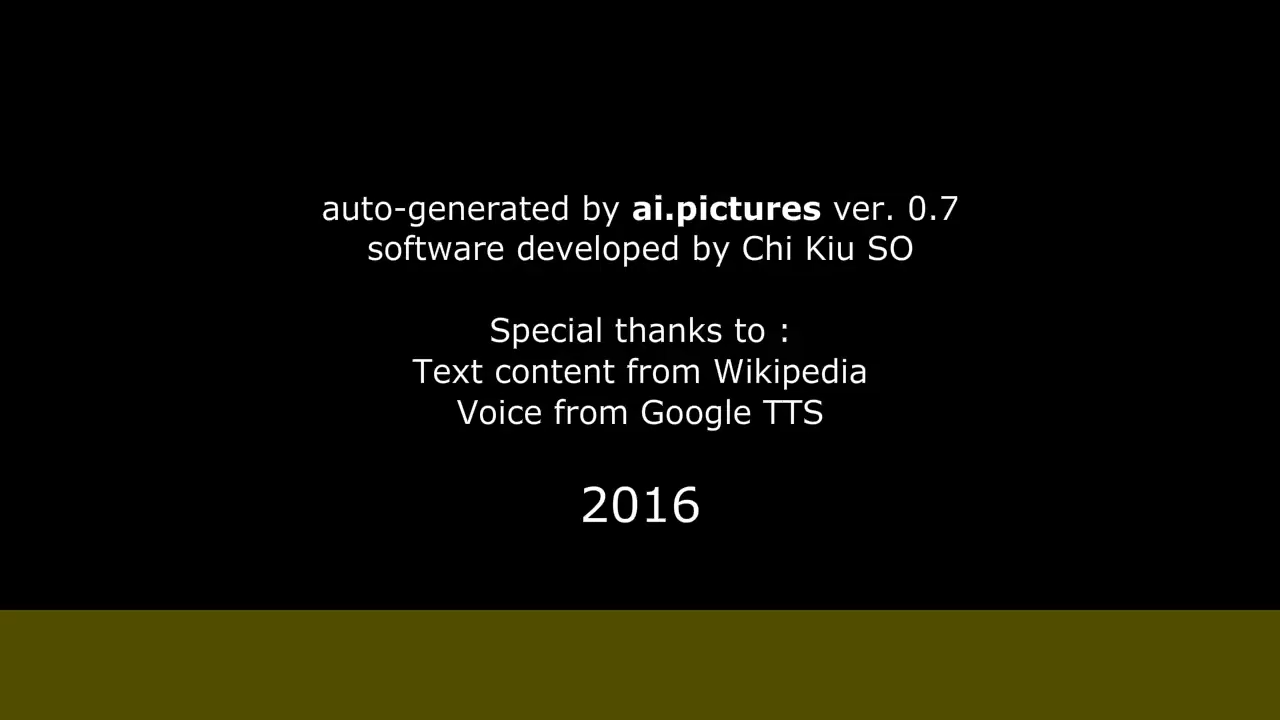 auto-generated by ai.pictures ver. 0.7
software developed by Chi Kiu SO
Special thanks to :
Text content from Wikipedia
Voice from Google TTS
2016